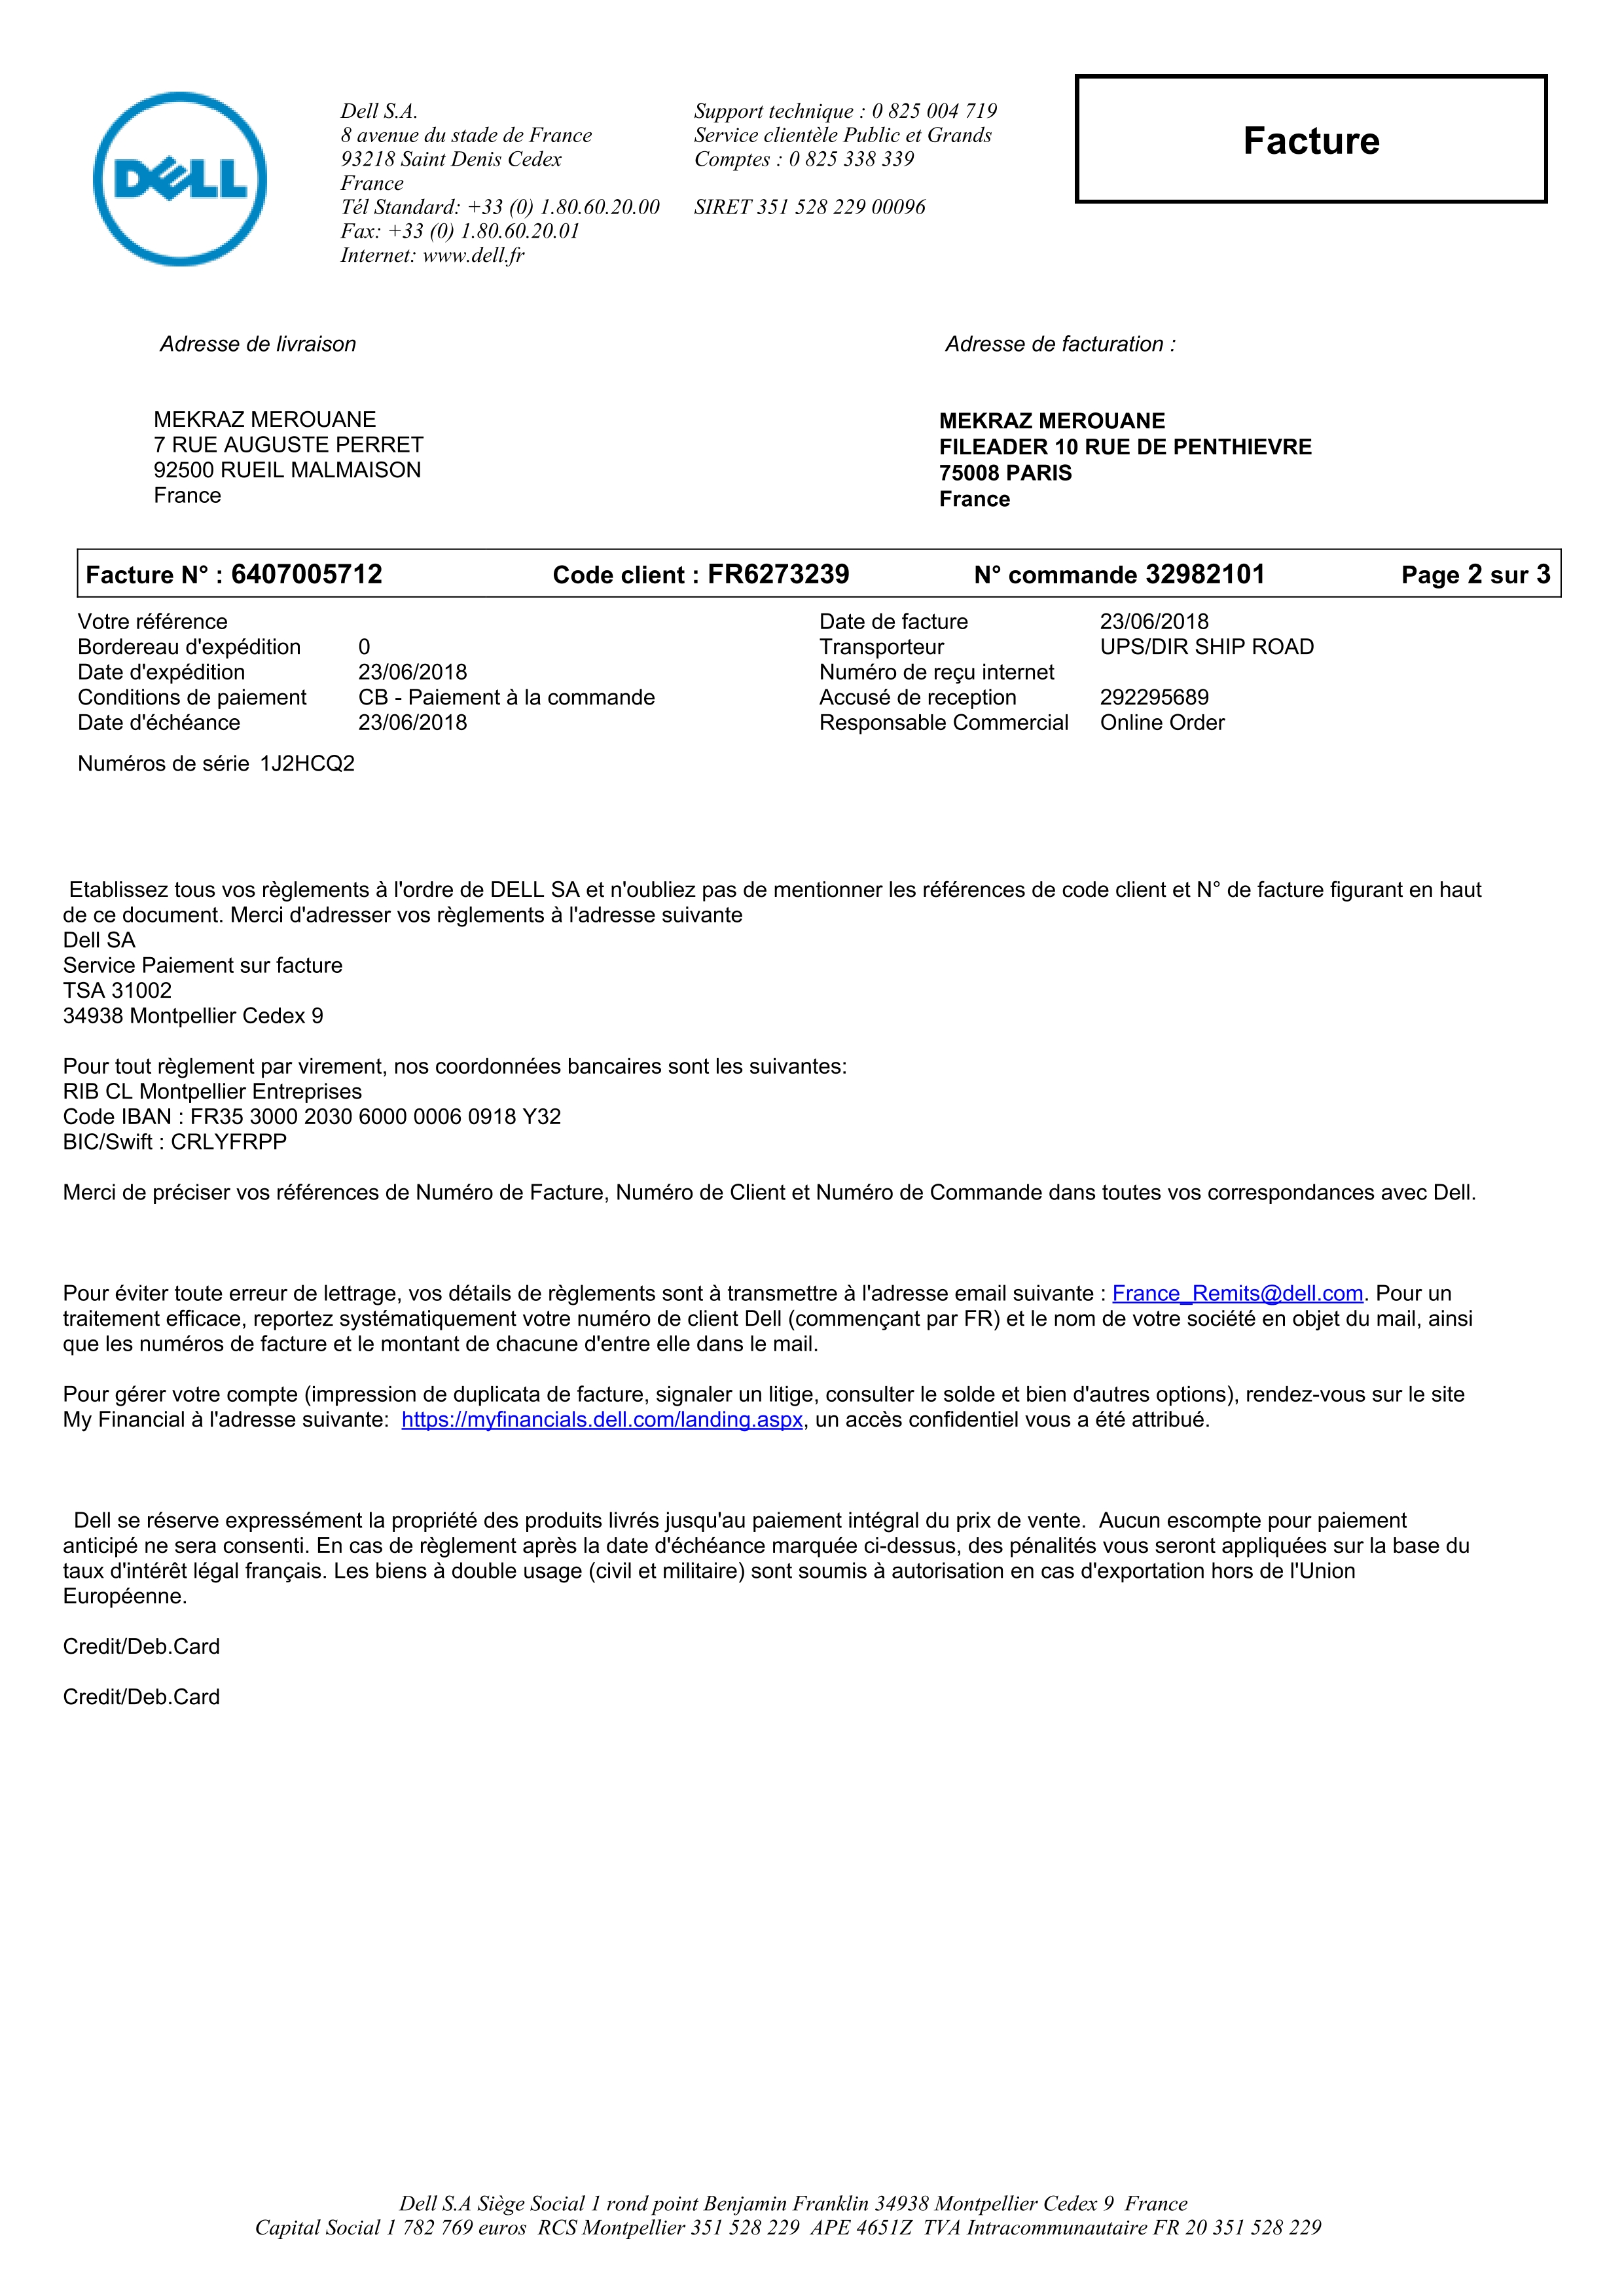 DELL
Dell S.A.
8 avenue du stade de France
93218 Saint Denis Cedex
France
Tél Standard: +33 (0) 1.80.60.20.00
Fax: +33 (0) 1.80.60.20.01
Internet: www.dell.fr
Support technique : 0 825 004 719
Service clientèle Public et Grands
Comptes : 0 825 338 339
SIRET 351 528 229 00096
Facture
Adresse de livraison
MEKRAZ MEROUANE
7 RUE AUGUSTE PERRET
92500 RUEIL MALMAISON
France
Adresse de facturation :
MEKRAZ MEROUANE
FILEADER 10 RUE DE PENTHIEVRE
75008 PARIS
France
Facture N° : 6407005712 Code client : FR6273239 N° commande 32982101 Page 2 sur 3
Votre référence
Bordereau d'expédition 0
Date d'expédition 23/06/2018
Conditions de paiement CB - Paiement à la commande
Date d'échéance 23/06/2018
Date de facture 23/06/2018
Transporteur UPS/DIR SHIP ROAD
Numéro de reçu internet
Accusé de reception 292295689
Responsable Commercial Online Order
Numéros de série 1J2HCQ2
Etablissez tous vos règlements à l'ordre de DELL SA et n'oubliez pas de mentionner les références de code client et N° de facture figurant en haut
de ce document. Merci d'adresser vos règlements à l'adresse suivante
Dell SA
Service Paiement sur facture
TSA 31002
34938 Montpellier Cedex 9
Pour tout règlement par virement, nos coordonnées bancaires sont les suivantes:
RIB CL Montpellier Entreprises
Code IBAN : FR35 3000 2030 6000 0006 0918 Y32
BIC/Swift : CRLYFRPP
Merci de préciser vos références de Numéro de Facture, Numéro de Client et Numéro de Commande dans toutes vos correspondances avec Dell.
Pour éviter toute erreur de lettrage, vos détails de règlements sont à transmettre à l'adresse email suivante : France_Remits@dell.com. Pour un
traitement efficace, reportez systématiquement votre numéro de client Dell (commençant par FR) et le nom de votre société en objet du mail, ainsi
que les numéros de facture et le montant de chacune d'entre elle dans le mail.
Pour gérer votre compte (impression de duplicata de facture, signaler un litige, consulter le solde et bien d'autres options), rendez-vous sur le site
My Financial à l'adresse suivante: https://myfinancials.dell.com/landing.aspx, un accès confidentiel vous a été attribué.
Dell se réserve expressément la propriété des produits livrés jusqu'au paiement intégral du prix de vente. Aucun escompte pour paiement
anticipé ne sera consenti. En cas de règlement après la date d'échéance marquée ci-dessus, des pénalités vous seront appliquées sur la base du
taux d'intérêt légal français. Les biens à double usage (civil et militaire) sont soumis à autorisation en cas d'exportation hors de l'Union
Européenne.
Credit/Deb.Card
Credit/Deb.Card
Dell S.A Siège Social 1 rond point Benjamin Franklin 34938 Montpellier Cedex 9 France
Capital Social 1 782 769 euros RCS Montpellier 351 528 229 APE 4651Z TVA Intracommunautaire FR 20 351 528 229